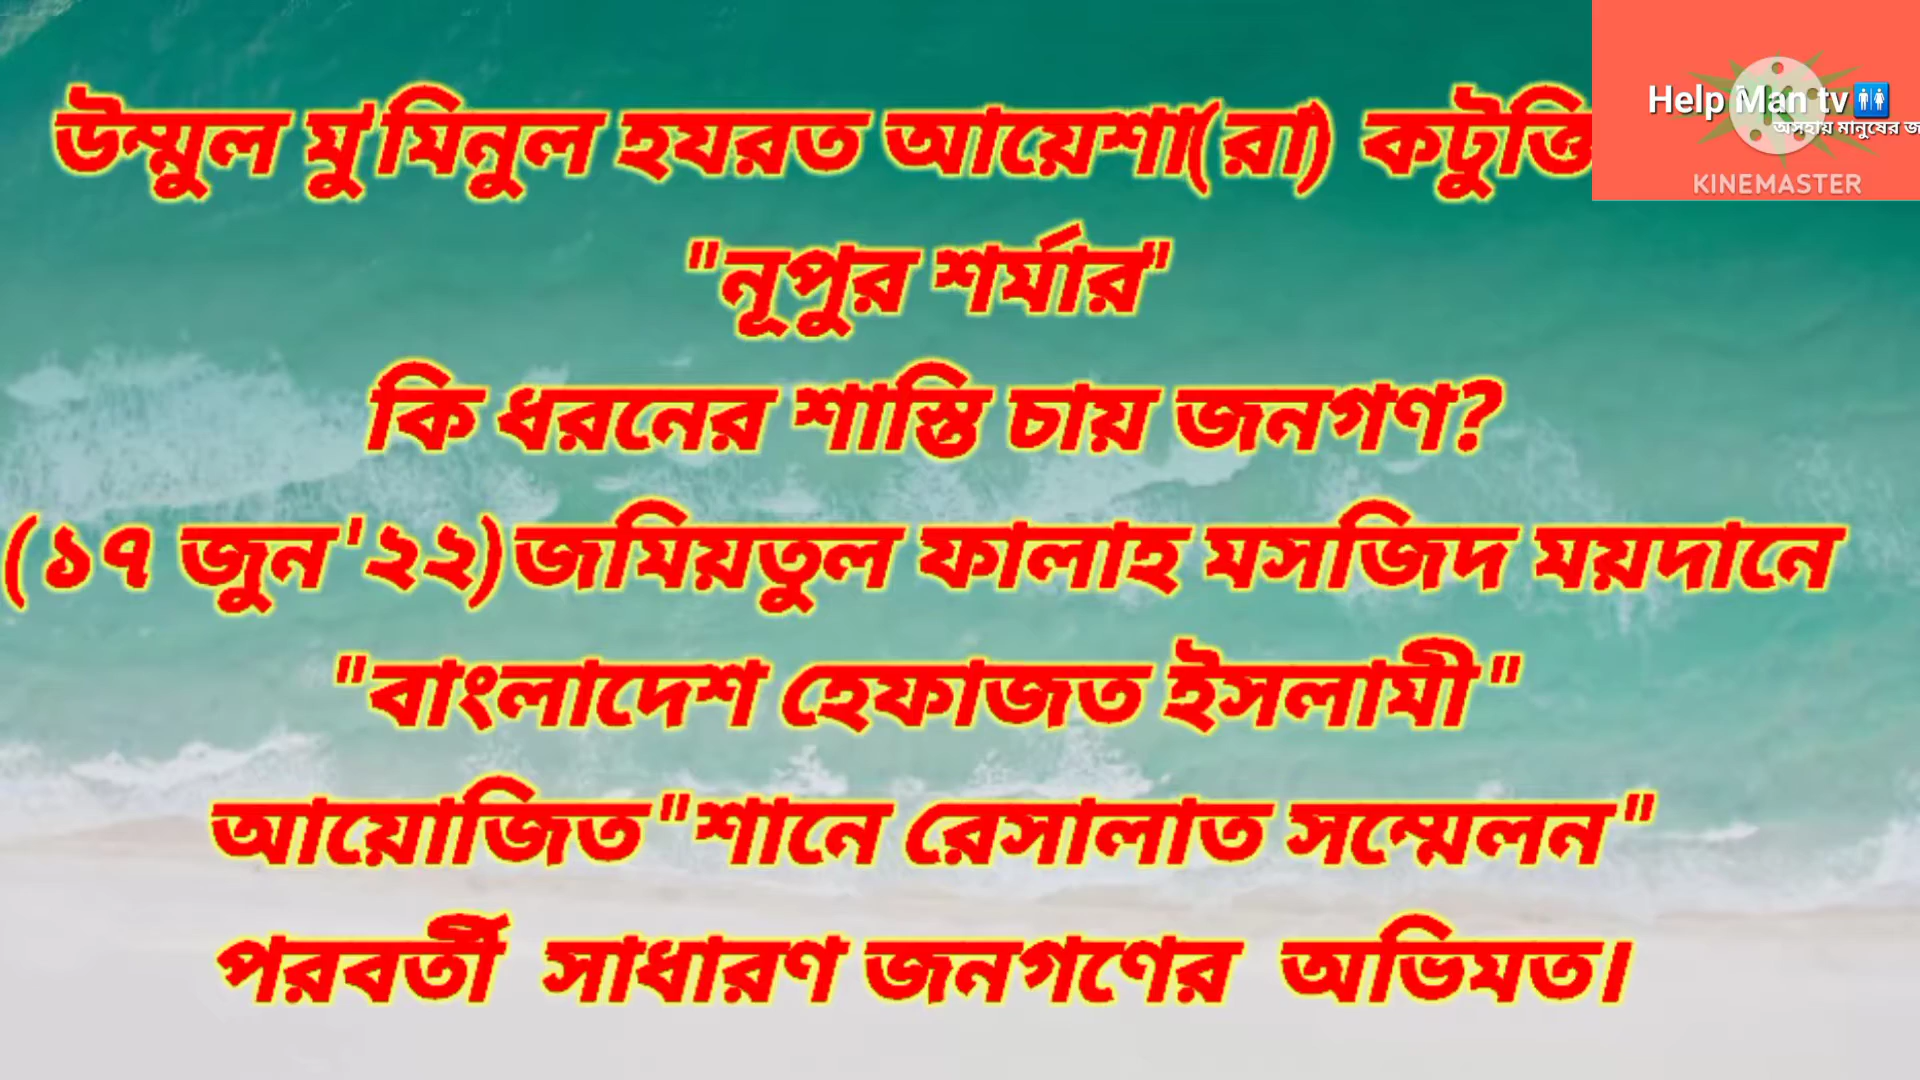 উম্মুল মু'মিনুল হযরত আয়েশা(রা) কটুক্তি
"নূপুর শর্মার"
কি ধরনের শাস্তি চায় জনগণ?
(১৭ জুন'২২)জমিয়তুল ফালাহ মসজিদ ময়দানে
"বাংলাদেশ হেফাজত ইসলামী"
আয়োজিত"শানে রেসালাত সম্মেলন"
পরবর্তী সাধারণ জনগণের অভিমত।
Help Man tv🚻
অসহায় মানুষের জ
KINEMASTER